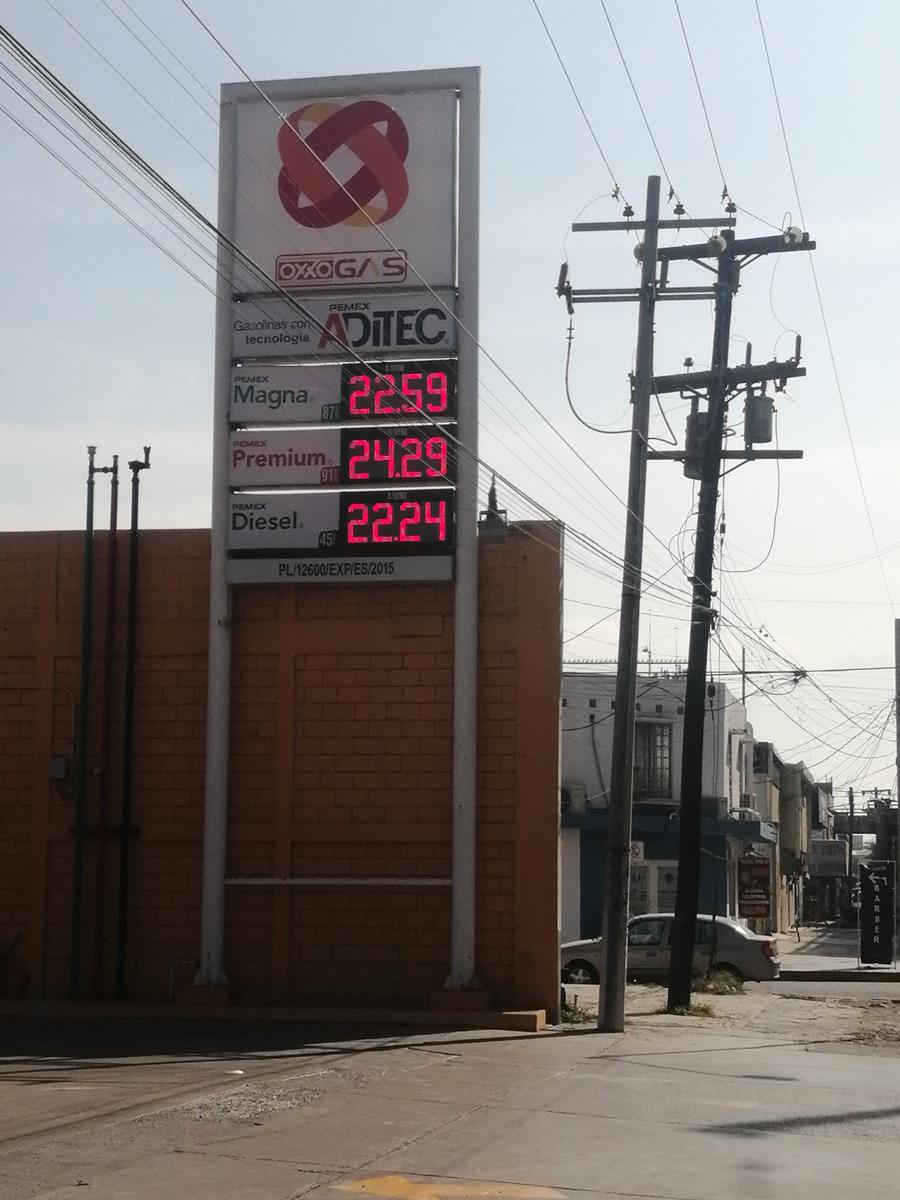 OXXO GAS
Gasolinas con
tecnología
PEMEX
ADiTEC
PEMEX
Magna
87
22.59
PEMEX
Premium
91
24.29
PEMEX
Diesel
45
22.24
PL/12600/EXP/ES/2015
BARBER